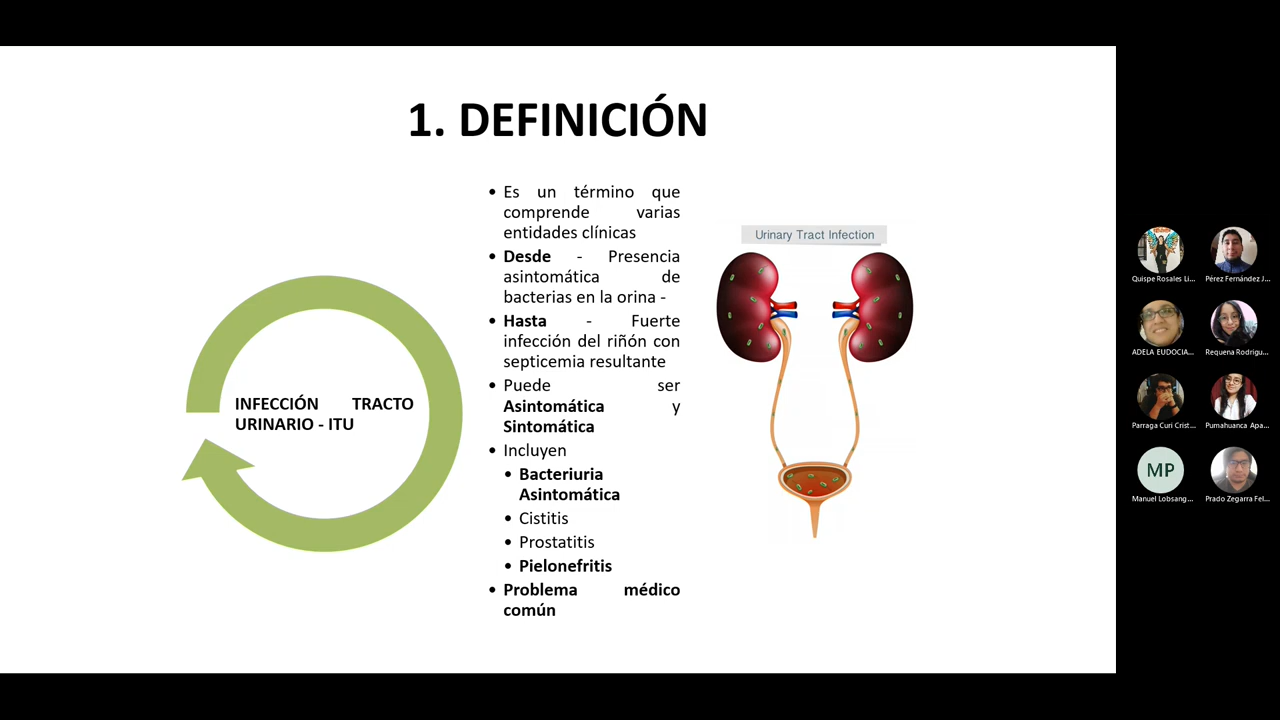 1. DEFINICIÓN
INFECCIÓN TRACTO
URINARIO - ITU
• Es un término que
comprende varias
entidades clínicas
• Desde - Presencia
asintomática de
bacterias en la orina -
• Hasta - Fuerte
infección del riñón con
septicemia resultante
• Puede ser
Asintomática y
Sintomática
• Incluyen
• Bacteriuria
Asintomática
• Cistitis
• Prostatitis
• Pielonefritis
• Problema médico
común
Urinary Tract Infection
Quispe Rosales Li...
Pérez Fernández J...
ADELA EUDOCIA...
Requena Rodrigu...
Parraga Curi Crist...
Pumahuanca Apa...
MP
Manuel Lobsang...
Prado Zegarra Fel...